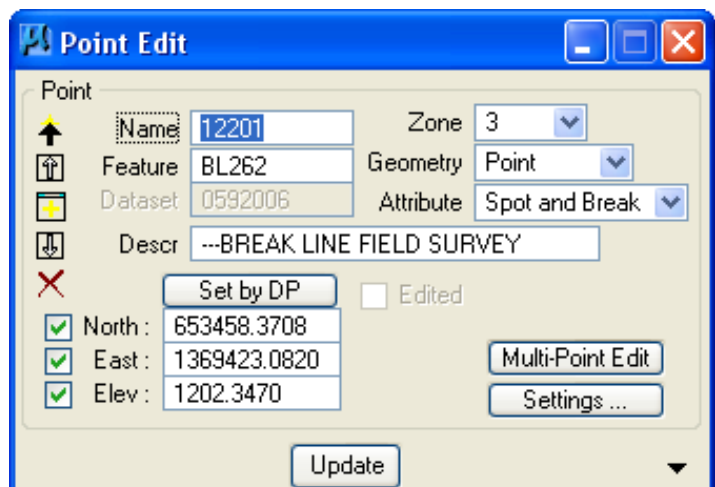 Point Edit
Point
Name 12201 Zone 3
Feature BL262 Geometry Point
Dataset 0592006 Attribute Spot and Break
Descr ---BREAK LINE FIELD SURVEY
Set by DP Edited
North : 653458.3708
East : 1369423.0820 Multi-Point Edit
Elev : 1202.3470 Settings ...
Update